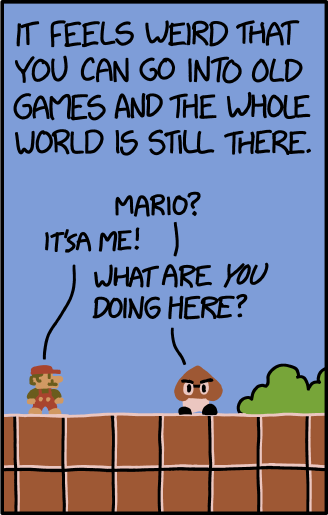 IT FEELS WEIRD THAT
YOU CAN GO INTO OLD
GAMES AND THE WHOLE
WORLD IS STILL THERE.
MARIO?
IT'SA ME!
WHAT ARE YOU
DOING HERE?